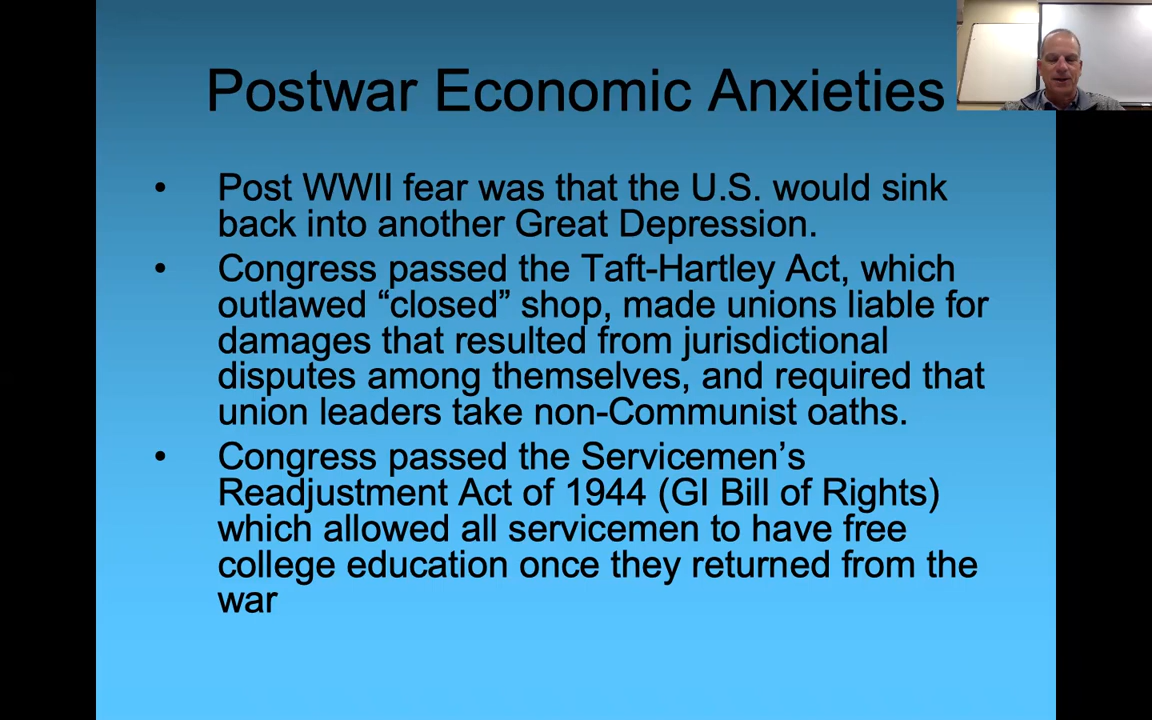 Postwar Economic Anxieties
• Post WWII fear was that the U.S. would sink
back into another Great Depression.
• Congress passed the Taft-Hartley Act, which
outlawed “closed” shop, made unions liable for
damages that resulted from jurisdictional
disputes among themselves, and required that
union leaders take non-Communist oaths.
• Congress passed the Servicemen’s
Readjustment Act of 1944 (GI Bill of Rights)
which allowed all servicemen to have free
college education once they returned from the
war